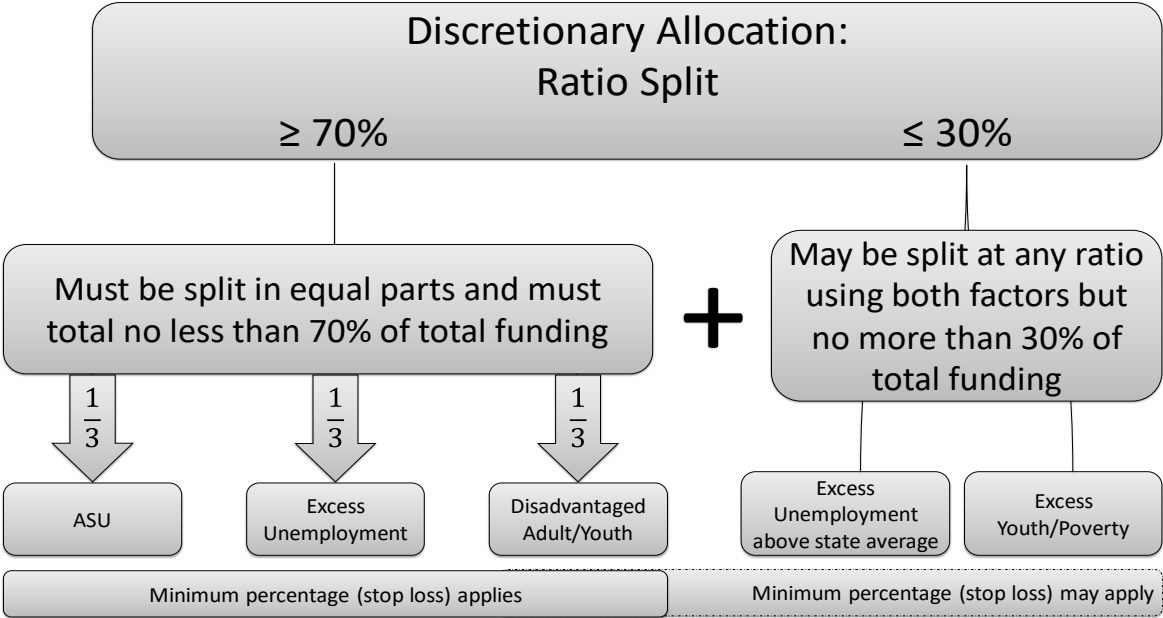 Discretionary Allocation:
Ratio Split
≥ 70%
≤ 30%
Must be split in equal parts and must
total no less than 70% of total funding
+
May be split at any ratio
using both factors but
no more than 30% of
total funding
1/3
1/3
1/3
ASU
Excess
Unemployment
Disadvantaged
Adult/Youth
Excess
Unemployment
above state average
Excess
Youth/Poverty
Minimum percentage (stop loss) applies
Minimum percentage (stop loss) may apply